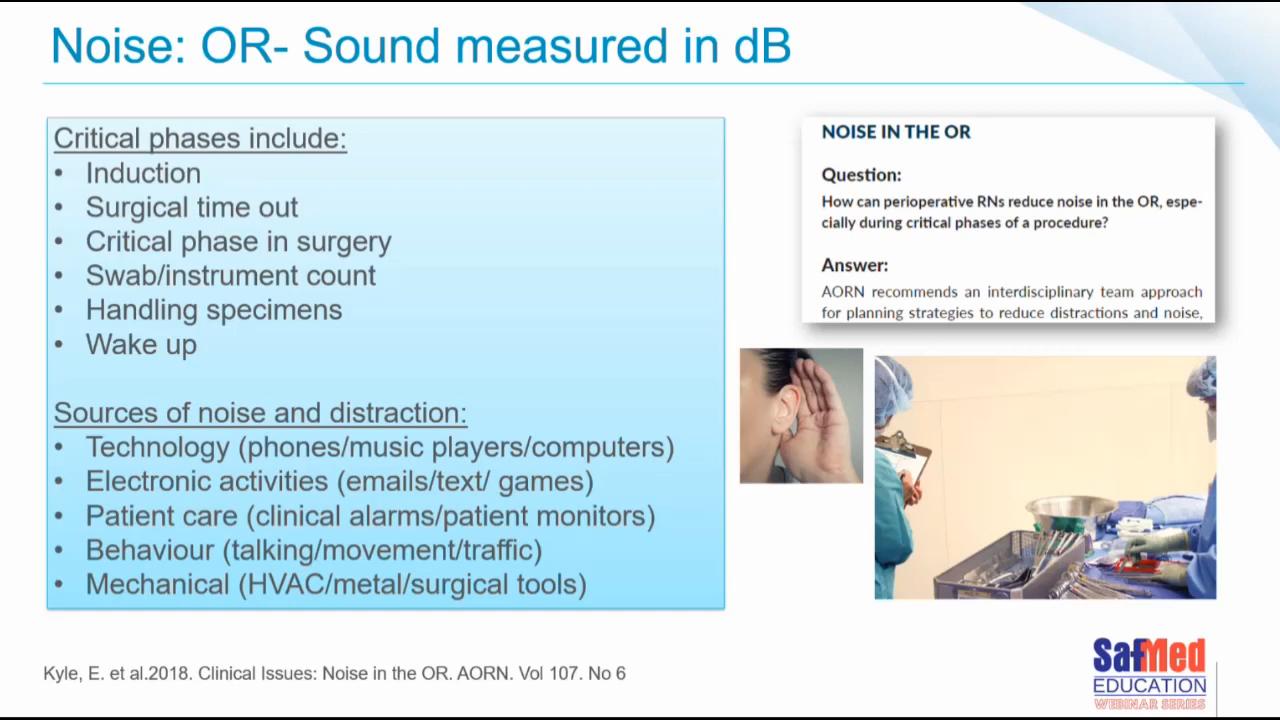 Noise: OR- Sound measured in dB
Critical phases include:
• Induction
• Surgical time out
• Critical phase in surgery
• Swab/instrument count
• Handling specimens
• Wake up
Sources of noise and distraction:
• Technology (phones/music players/computers)
• Electronic activities (emails/text/ games)
• Patient care (clinical alarms/patient monitors)
• Behaviour (talking/movement/traffic)
• Mechanical (HVAC/metal/surgical tools)
NOISE IN THE OR
Question:
How can perioperative RNs reduce noise in the OR, espe-
cially during critical phases of a procedure?
Answer:
AORN recommends an interdisciplinary team approach
for planning strategies to reduce distractions and noise,
Kyle, E. et al.2018. Clinical Issues: Noise in the OR. AORN. Vol 107. No 6
SafMed
EDUCATION
WEBINAR SERIES